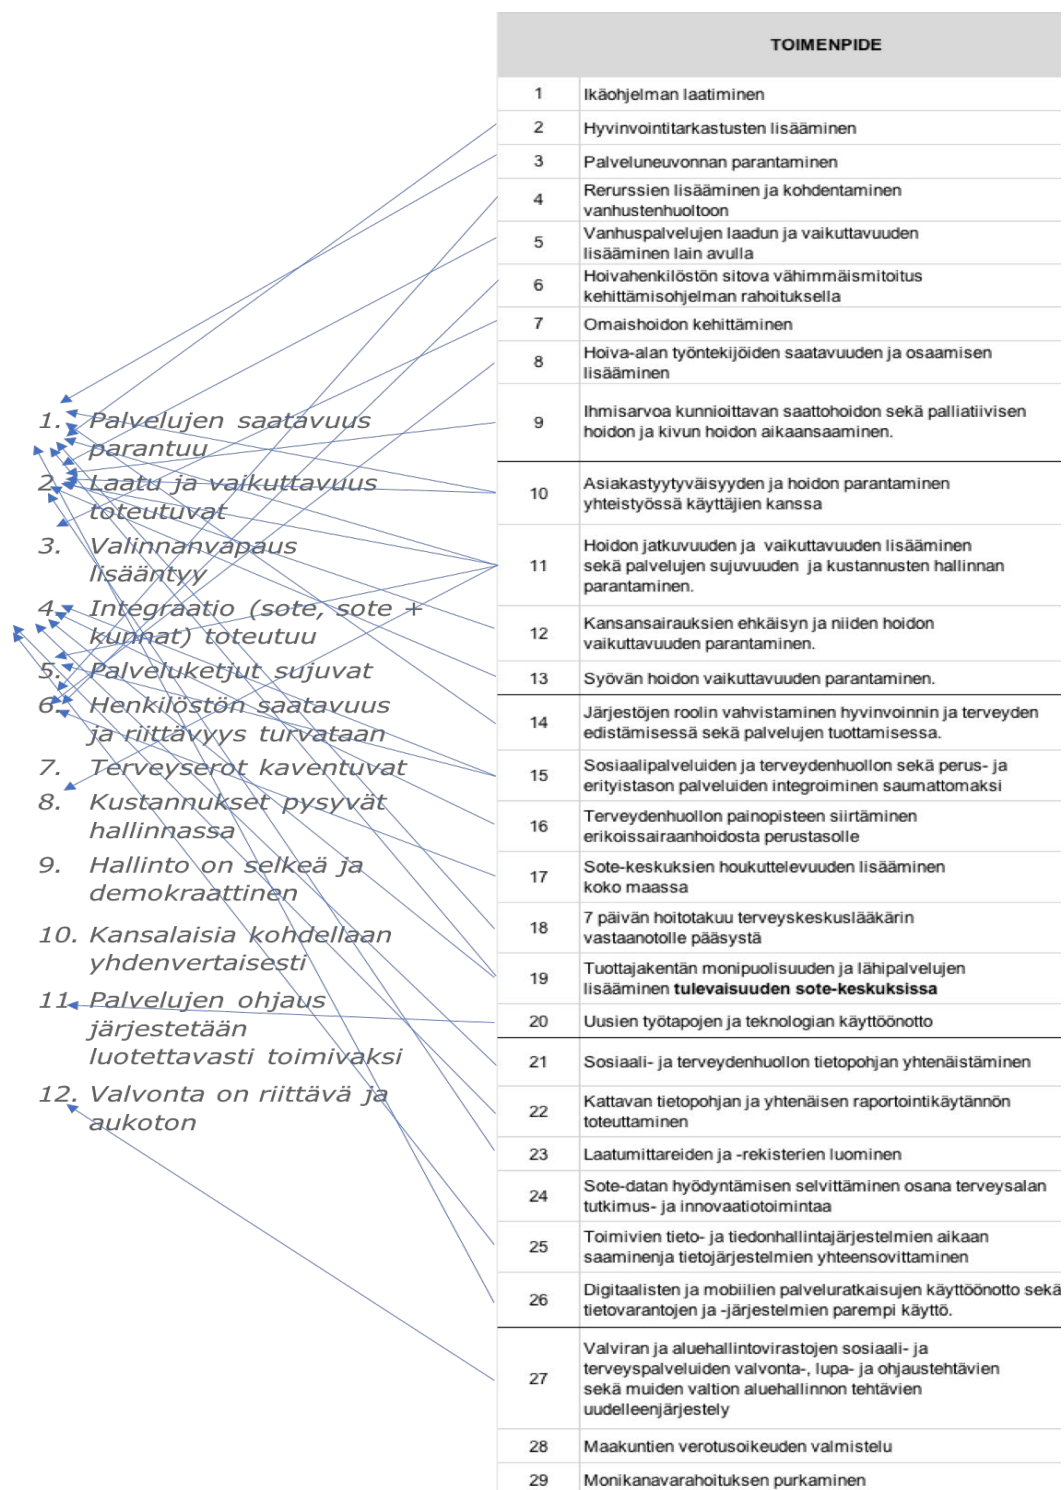 1. Palvelujen saatavuus
parantuu
2. Laatu ja vaikuttavuus
toteutuvat
3. Valinnanvapaus
lisääntyy
4. Integraatio (sote, sote +
kunnat) toteutuu
5. Palveluketjut sujuvat
6. Henkilöstön saatavuus
ja riittävyys turvataan
7. Terveyserot kaventuvat
8. Kustannukset pysyvät
hallinnassa
9. Hallinto on selkeä ja
demokraattinen
10. Kansalaisia kohdellaan
yhdenvertaisesti
11. Palvelujen ohjaus
järjestetään
luotettavasti toimivaksi
12. Valvonta on riittävä ja
aukoton
TOIMENPIDE
1 Ikäohjelman laatiminen
2 Hyvinvointitarkastusten lisääminen
3 Palveluneuvonnan parantaminen
4 Rerurssien lisääminen ja kohdentaminen
vanhustenhuoltoon
5 Vanhuspalvelujen laadun ja vaikuttavuuden
lisääminen lain avulla
6 Hoivahenkilöstön sitova vähimmäismitoitus
kehittämisohjelman rahoituksella
7 Omaishoidon kehittäminen
8 Hoiva-alan työntekijöiden saatavuuden ja osaamisen
lisääminen
9 Ihmisarvoa kunnioittavan saattohoidon sekä palliatiivisen
hoidon ja kivun hoidon aikaansaaminen.
10 Asiakastyytyväisyyden ja hoidon parantaminen
yhteistyössä käyttäjien kanssa
11 Hoidon jatkuvuuden ja vaikuttavuuden lisääminen
sekä palvelujen sujuvuuden ja kustannusten hallinnan
parantaminen.
12 Kansansairauksien ehkäisyn ja niiden hoidon
vaikuttavuuden parantaminen.
13 Syövän hoidon vaikuttavuuden parantaminen.
14 Järjestöjen roolin vahvistaminen hyvinvoinnin ja terveyden
edistämisessä sekä palvelujen tuottamisessa.
15 Sosiaalipalveluiden ja terveydenhuollon sekä perus- ja
erityistason palveluiden integroiminen saumattomaksi
16 Terveydenhuollon painopisteen siirtäminen
erikoissairaanhoidosta perustasolle
17 Sote-keskuksien houkuttelevuuden lisääminen
koko maassa
18 7 päivän hoitotakuu terveyskeskuslääkärin
vastaanotolle pääsystä
19 Tuottajakentän monipuolisuuden ja lähipalvelujen
lisääminen tulevaisuuden sote-keskuksissa
20 Uusien työtapojen ja teknologian käyttöönotto
21 Sosiaali- ja terveydenhuollon tietopohjan yhtenäistäminen
22 Kattavan tietopohjan ja yhtenäisen raportointikäytännön
toteuttaminen
23 Laatumittareiden ja -rekisterien luominen
24 Sote-datan hyödyntämisen selvittäminen osana terveysalan
tutkimus- ja innovaatiotoimintaa
25 Toimivien tieto- ja tiedonhallintajärjestelmien aikaan
saaminenja tietojärjestelmien yhteensovittaminen
26 Digitaalisten ja mobiilien palveluratkaisujen käyttöönotto sekä
tietovarantojen ja -järjestelmien parempi käyttö.
27 Valviran ja aluehallintovirastojen sosiaali- ja
terveyspalveluiden valvonta-, lupa- ja ohjaustehtävien
sekä muiden valtion aluehallinnon tehtävien
uudelleenjärjestely
28 Maakuntien verotusoikeuden valmistelu
29 Monikanavarahoituksen purkaminen